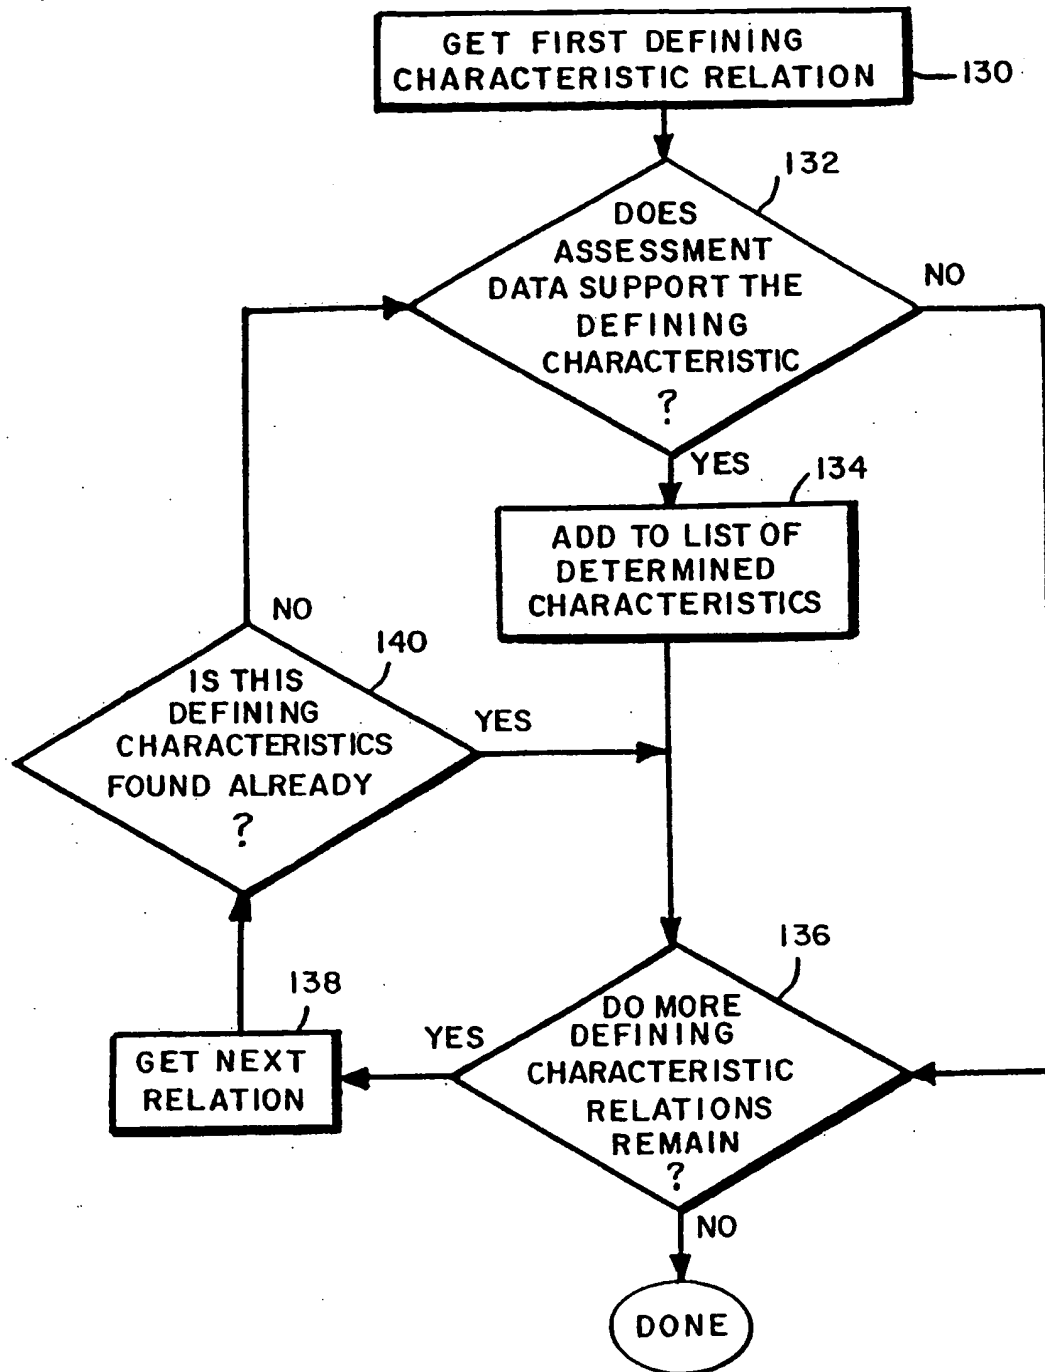 GET FIRST DEFINING
CHARACTERISTIC RELATION
130
132
DOES
ASSESSMENT
DATA SUPPORT THE
DEFINING
CHARACTERISTIC
?
NO
YES
134
ADD TO LIST OF
DETERMINED
CHARACTERISTICS
NO
140
IS THIS
DEFINING
CHARACTERISTICS
FOUND ALREADY
?
YES
136
DO MORE
DEFINING
CHARACTERISTIC
RELATIONS
REMAIN
?
YES
138
GET NEXT
RELATION
NO
DONE